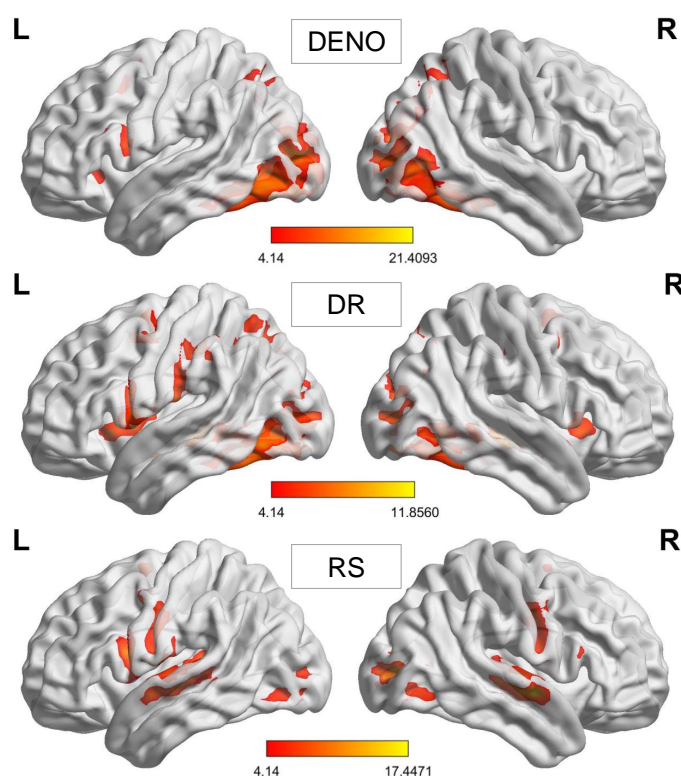 L DENO R
4.14 21.4093
L DR R
4.14 11.8560
L RS R
4.14 17.4471